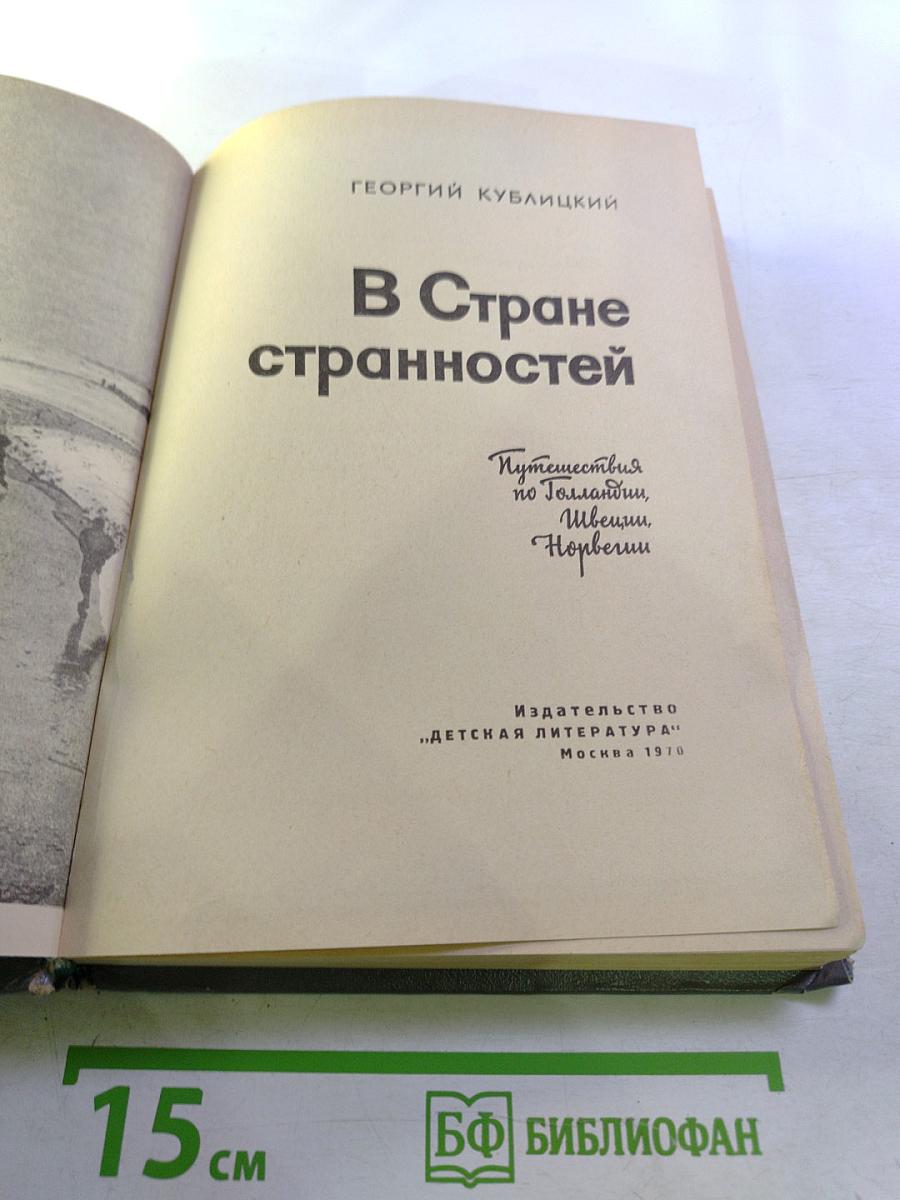 ГЕОРГИЙ КУБЛИЦКИЙ
В Стране
странностей
Путешествия
по Голландии,
Швеции,
Норвегии
Издательство
„ДЕТСКАЯ ЛИТЕРАТУРА“
Москва 1970
15 см
БФ БИБЛИОФАН